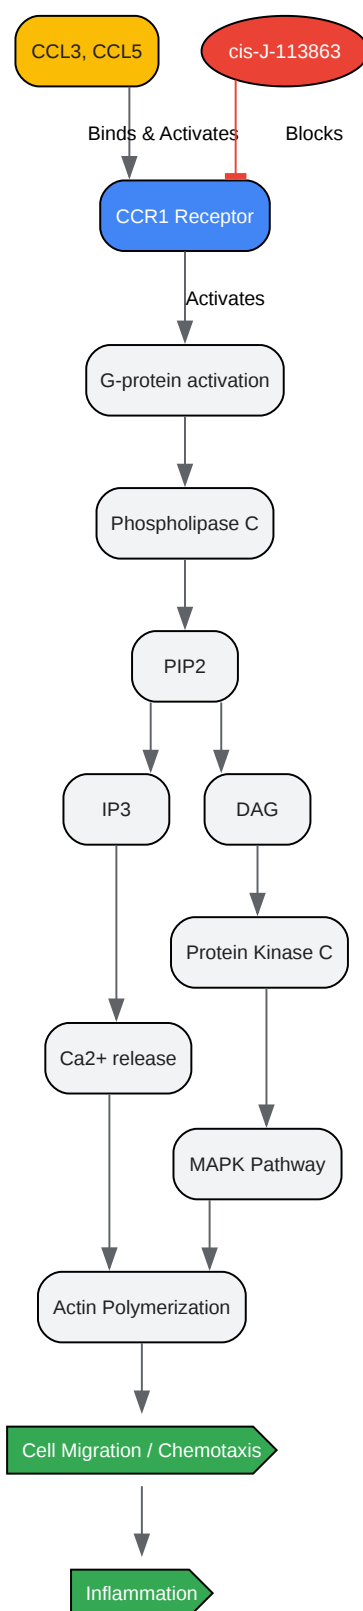 CCL3, CCL5
cis-J-113863
Binds & Activates
Blocks
CCR1 Receptor
Activates
G-protein activation
Phospholipase C
PIP2
IP3
DAG
Protein Kinase C
Ca2+ release
MAPK Pathway
Actin Polymerization
Cell Migration / Chemotaxis
Inflammation